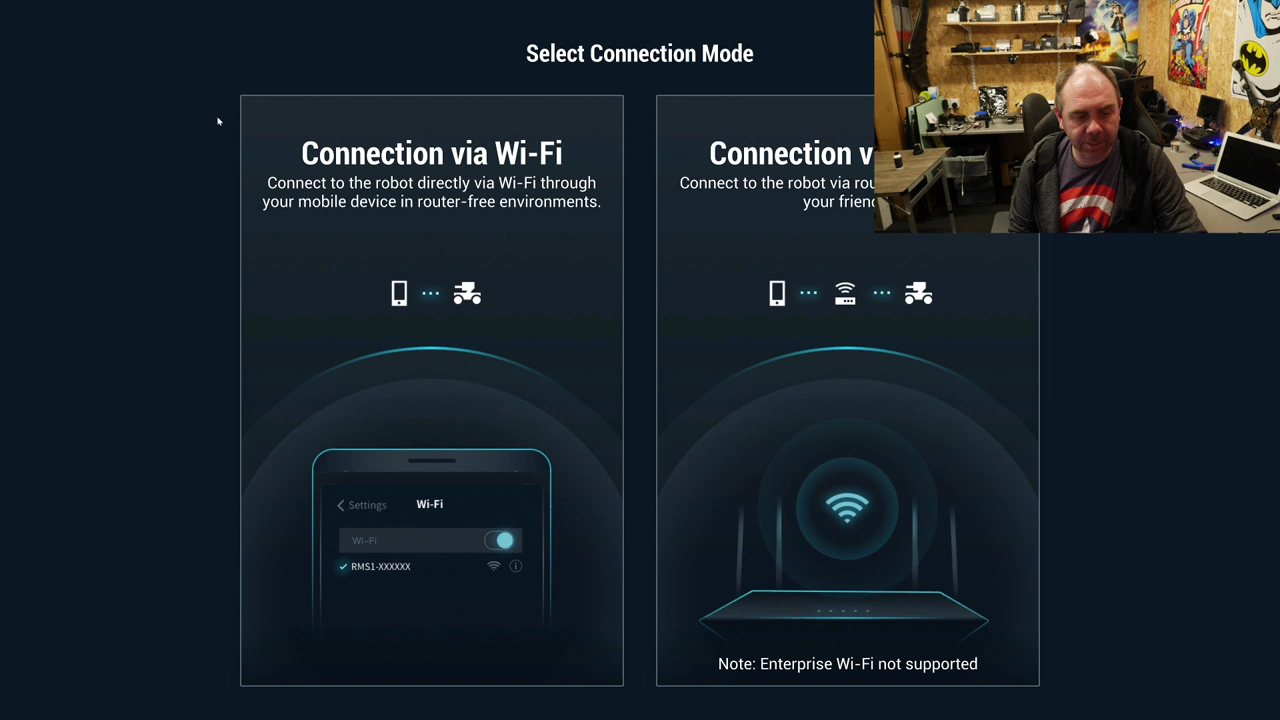 Select Connection Mode
Connection via Wi-Fi
Connect to the robot directly via Wi-Fi through
your mobile device in router-free environments.
Settings
Wi-Fi
Wi-Fi
RMS1-XXXXXX
Connection
Connect to the robot via
your
Note: Enterprise Wi-Fi not supported